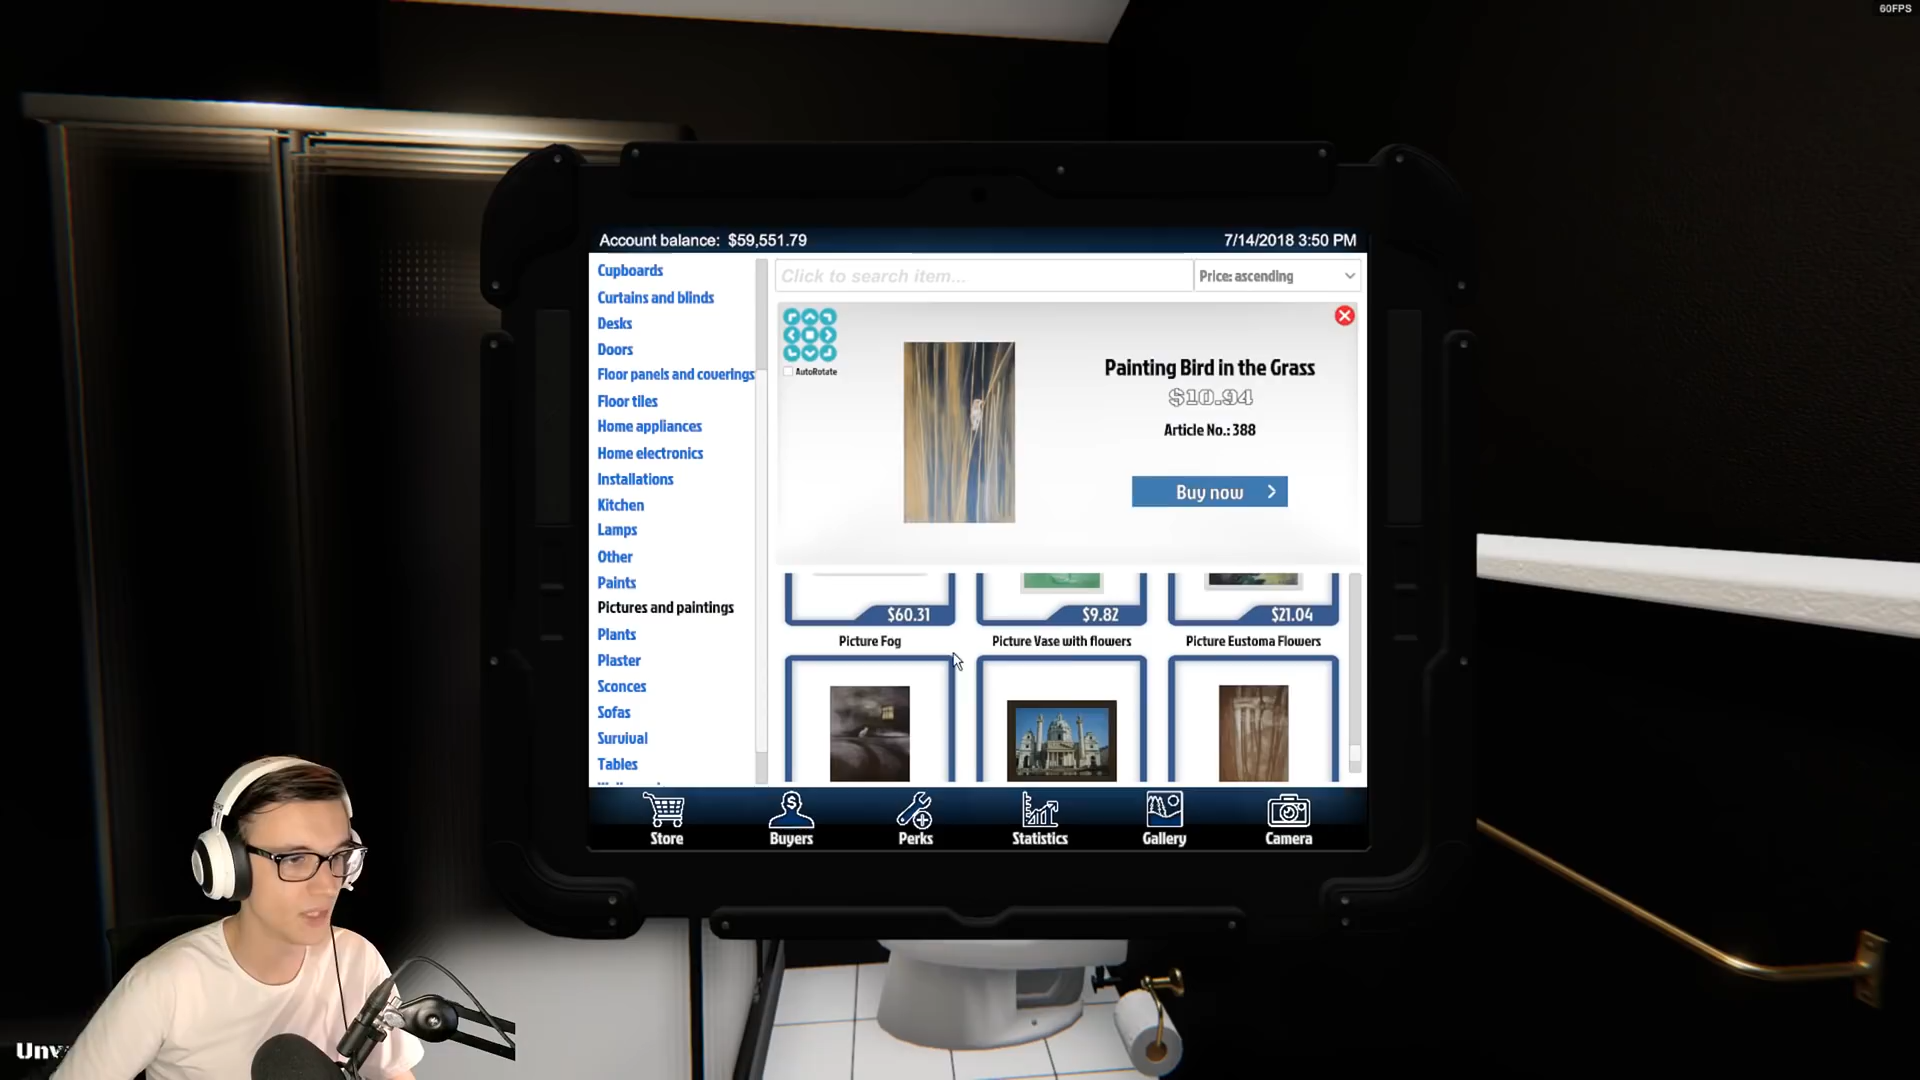 60FPS
Account balance: $59,551.79
7/14/2018 3:50 PM
Cupboards
Curtains and blinds
Desks
Doors
Floor panels and coverings
Floor tiles
Home appliances
Home electronics
Installations
Kitchen
Lamps
Other
Paints
Pictures and paintings
Plants
Plaster
Sconces
Sofas
Survival
Tables
Click to search item...
Price: ascending
AutoRotate
Painting Bird in the Grass
$10.94
Article No.: 388
Buy now
$60.31
$9.82
$21.04
Picture Fog
Picture Vase with flowers
Picture Eustoma Flowers
Store
Buyers
Perks
Statistics
Gallery
Camera